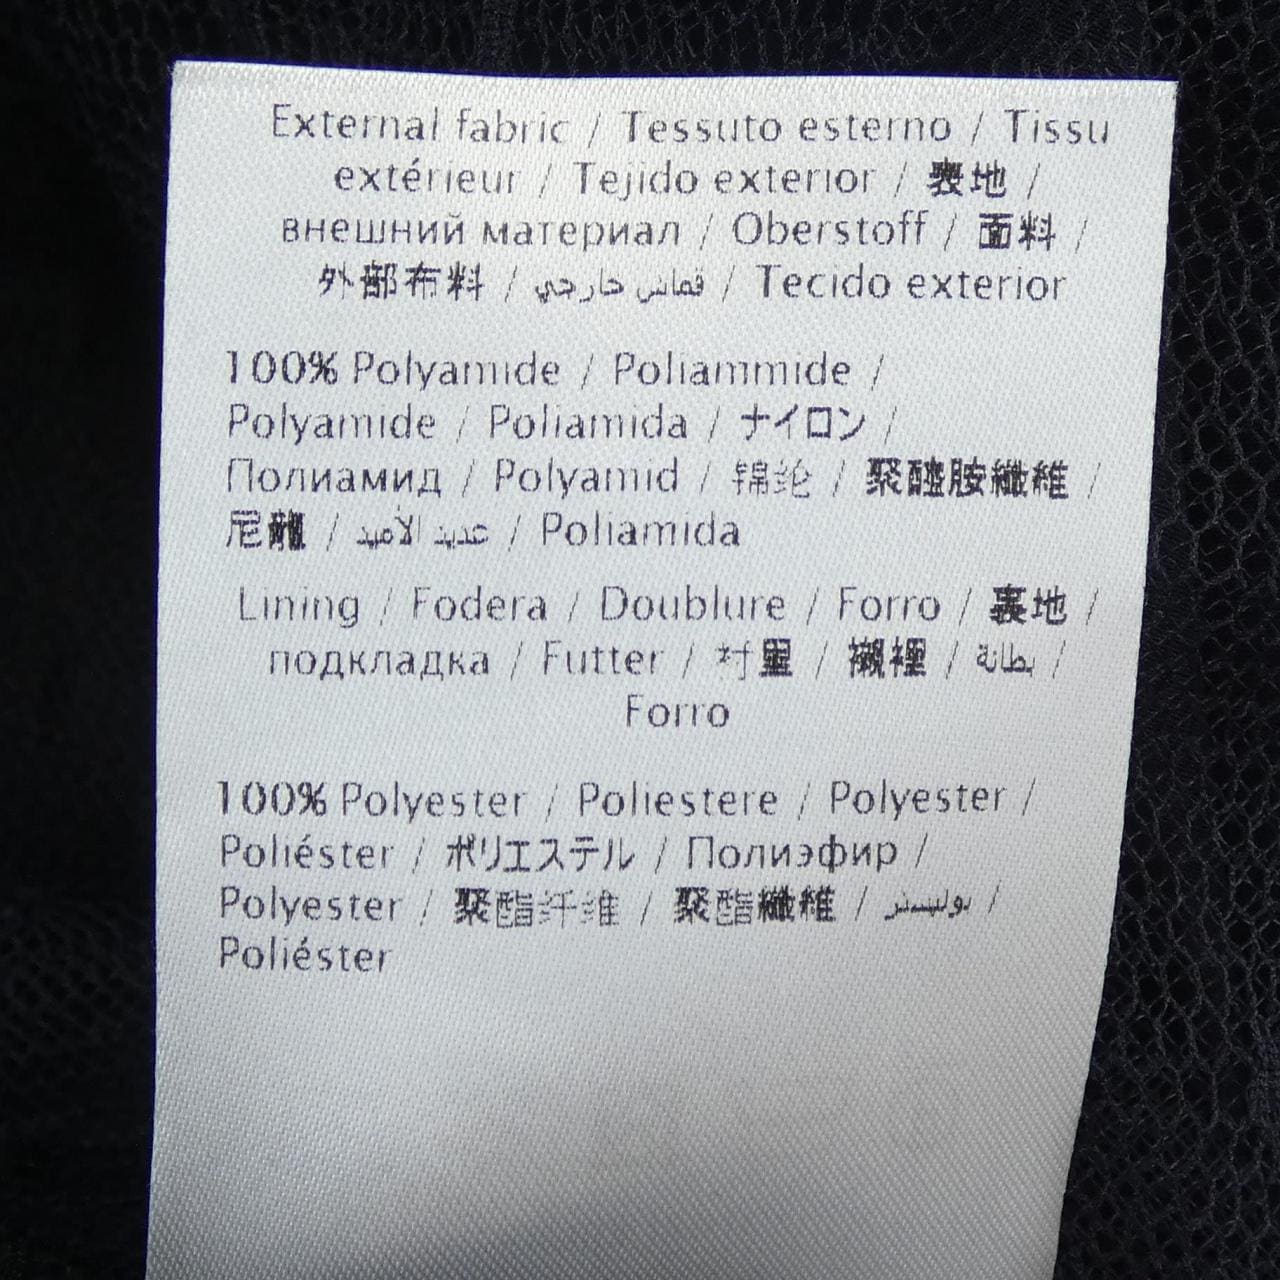 External fabric / Tessuto esterno / Tissu
extérieur / Tejido exterior / 表地 /
внешний материал / Oberstoff / 面料 /
外部布料 / قماش خارجي / Tecido exterior
100% Polyamide / Poliammide /
Polyamide / Poliamida / ナイロン /
Полиамид / Polyamid / 锦纶 / 聚醯胺纖維 /
尼龍 / عديد الأميد / Poliamida
Lining / Fodera / Doublure / Forro / 裏地 /
подкладка / Futter / 衬里 / 襯裡 / بطانة /
Forro
100% Polyester / Poliestere / Polyester /
Poliéster / ポリエステル / Полиэфир /
Polyester / 聚酯纤维 / 聚酯纖維 / بوليستر /
Poliéster